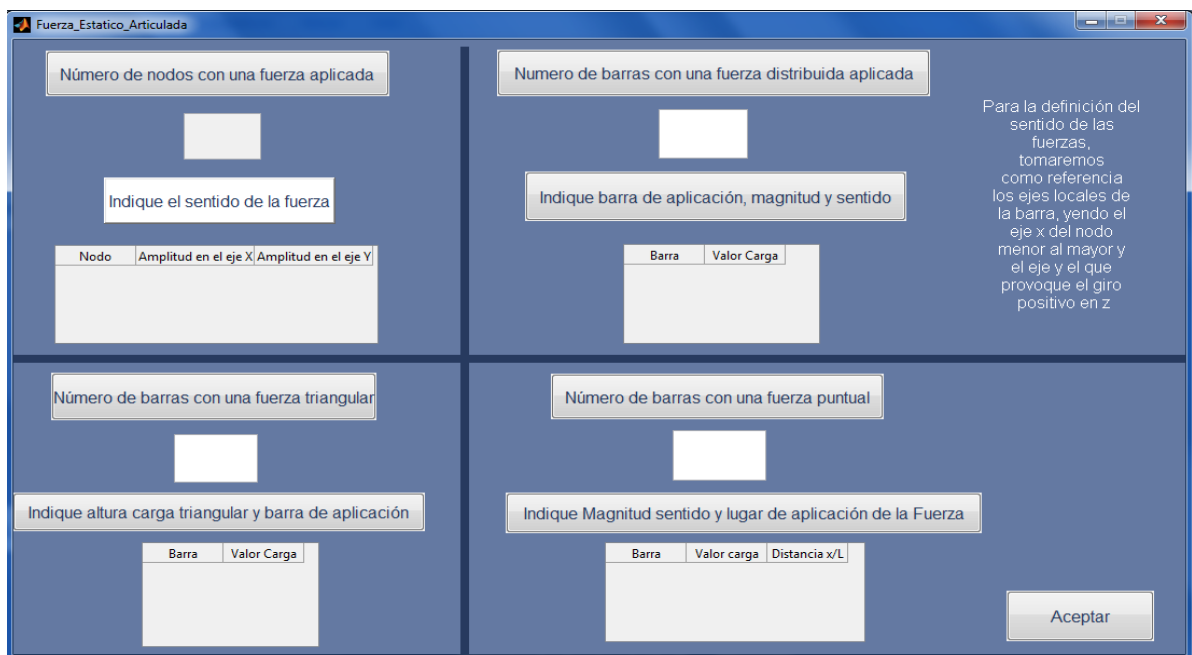 Fuerza_Estatico_Articulada
Número de nodos con una fuerza aplicada
Indique el sentido de la fuerza
Nodo Amplitud en el eje X Amplitud en el eje Y
Numero de barras con una fuerza distribuida aplicada
Indique barra de aplicación, magnitud y sentido
Barra Valor Carga
Para la definición del
sentido de las
fuerzas,
tomaremos
como referencia
los ejes locales de
la barra, yendo el
eje x del nodo
menor al mayor y
el eje y el que
provoque el giro
positivo en z
Número de barras con una fuerza triangular
Indique altura carga triangular y barra de aplicación
Barra Valor Carga
Número de barras con una fuerza puntual
Indique Magnitud sentido y lugar de aplicación de la Fuerza
Barra Valor carga Distancia x/L
Aceptar